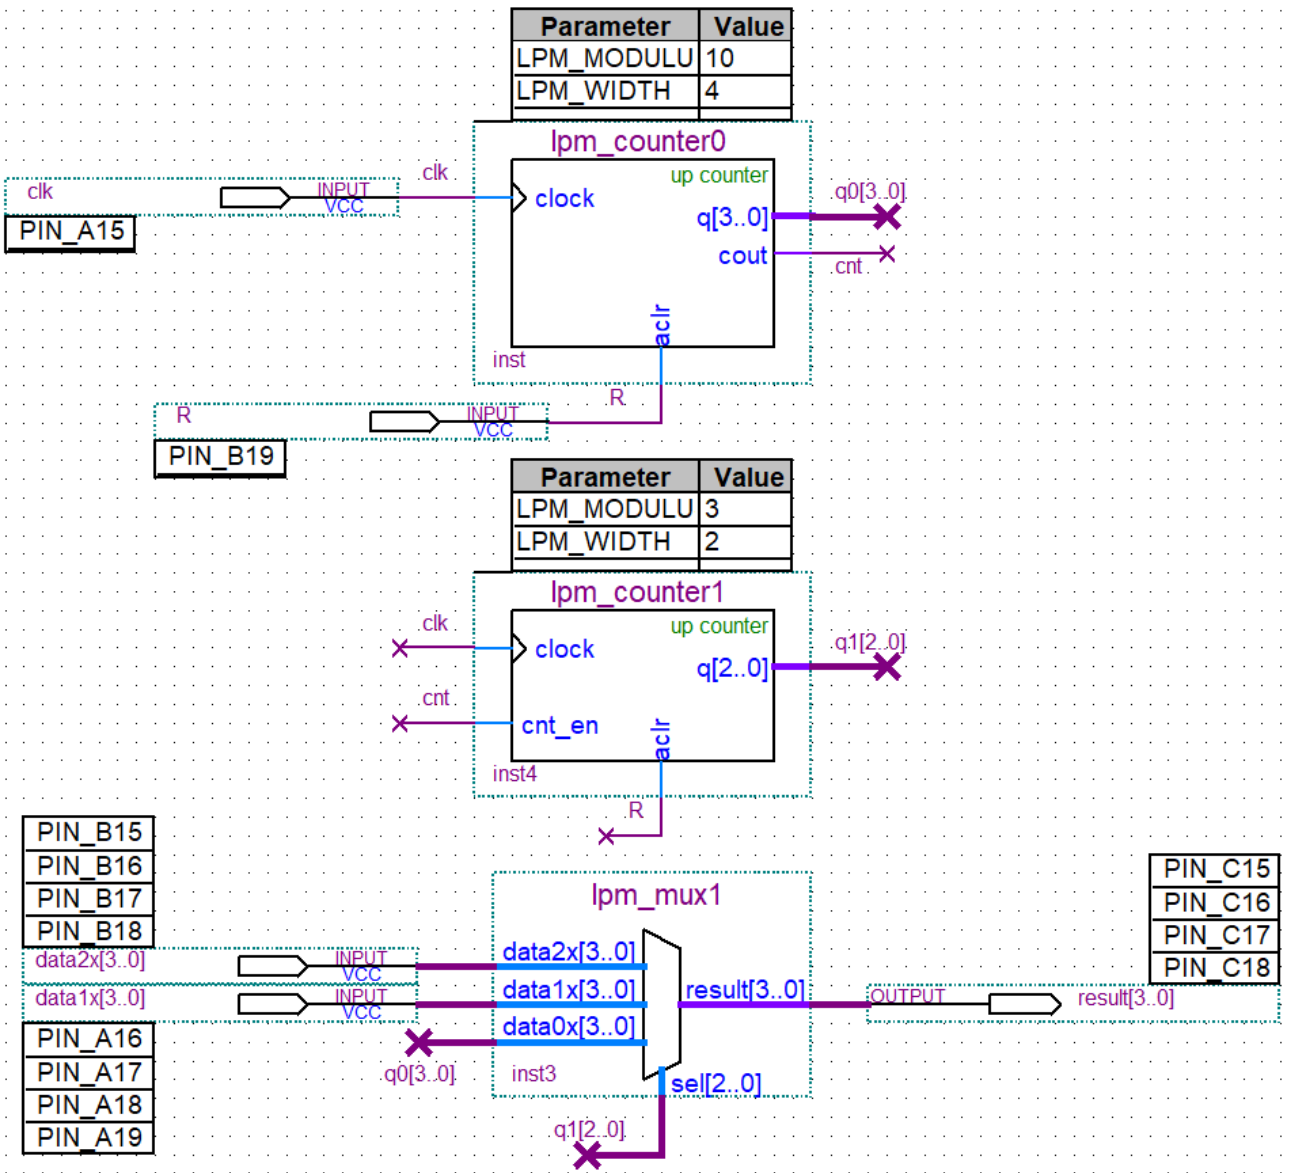 Parameter Value
LPM_MODULU 10
LPM_WIDTH 4
lpm_counter0
up counter
clk
clk INPUT
VCC
clock
q[3..0]
q0[3..0]
PIN_A15
cout
cnt
aclr
inst
R
R INPUT
VCC
PIN_B19
Parameter Value
LPM_MODULU 3
LPM_WIDTH 2
lpm_counter1
up counter
clk
clock
q[2..0]
q1[2..0]
cnt
cnt_en
aclr
inst4
R
PIN_B15
PIN_B16
PIN_B17
PIN_B18
data2x[3..0] INPUT
VCC
data1x[3..0] INPUT
VCC
PIN_A16
PIN_A17
PIN_A18
PIN_A19
q0[3..0]
lpm_mux1
data2x[3..0]
data1x[3..0]
data0x[3..0]
result[3..0]
inst3
sel[2..0]
q1[2..0]
PIN_C15
PIN_C16
PIN_C17
PIN_C18
OUTPUT result[3..0]